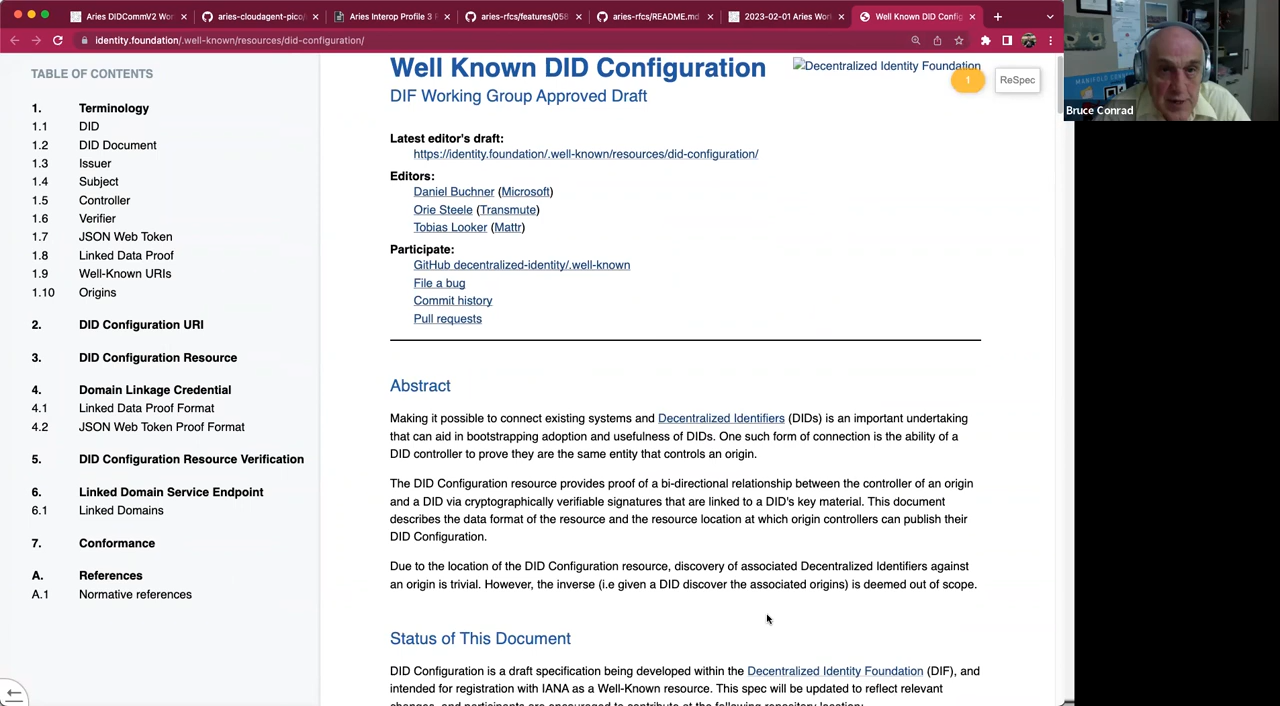 Aries DIDCommV2 Wor
aries-cloudagent-pico/
Aries Interop Profile 3 F
aries-rfcs/features/058
aries-rfcs/README.md
2023-02-01 Aries Wor
Well Known DID Config
identity.foundation/.well-known/resources/did-configuration/
TABLE OF CONTENTS
1. Terminology
1.1 DID
1.2 DID Document
1.3 Issuer
1.4 Subject
1.5 Controller
1.6 Verifier
1.7 JSON Web Token
1.8 Linked Data Proof
1.9 Well-Known URIs
1.10 Origins
2. DID Configuration URI
3. DID Configuration Resource
4. Domain Linkage Credential
4.1 Linked Data Proof Format
4.2 JSON Web Token Proof Format
5. DID Configuration Resource Verification
6. Linked Domain Service Endpoint
6.1 Linked Domains
7. Conformance
A. References
A.1 Normative references
Well Known DID Configuration
Decentralized Identity Foundation
1
ReSpec
DIF Working Group Approved Draft
Latest editor's draft:
https://identity.foundation/.well-known/resources/did-configuration/
Editors:
Daniel Buchner (Microsoft)
Orie Steele (Transmute)
Tobias Looker (Mattr)
Participate:
GitHub decentralized-identity/.well-known
File a bug
Commit history
Pull requests
Abstract
Making it possible to connect existing systems and Decentralized Identifiers (DIDs) is an important undertaking
that can aid in bootstrapping adoption and usefulness of DIDs. One such form of connection is the ability of a
DID controller to prove they are the same entity that controls an origin.
The DID Configuration resource provides proof of a bi-directional relationship between the controller of an origin
and a DID via cryptographically verifiable signatures that are linked to a DID's key material. This document
describes the data format of the resource and the resource location at which origin controllers can publish their
DID Configuration.
Due to the location of the DID Configuration resource, discovery of associated Decentralized Identifiers against
an origin is trivial. However, the inverse (i.e given a DID discover the associated origins) is deemed out of scope.
Status of This Document
DID Configuration is a draft specification being developed within the Decentralized Identity Foundation (DIF), and
intended for registration with IANA as a Well-Known resource. This spec will be updated to reflect relevant
changes, and participants are encouraged to contribute at the following repository location:
Bruce Conrad